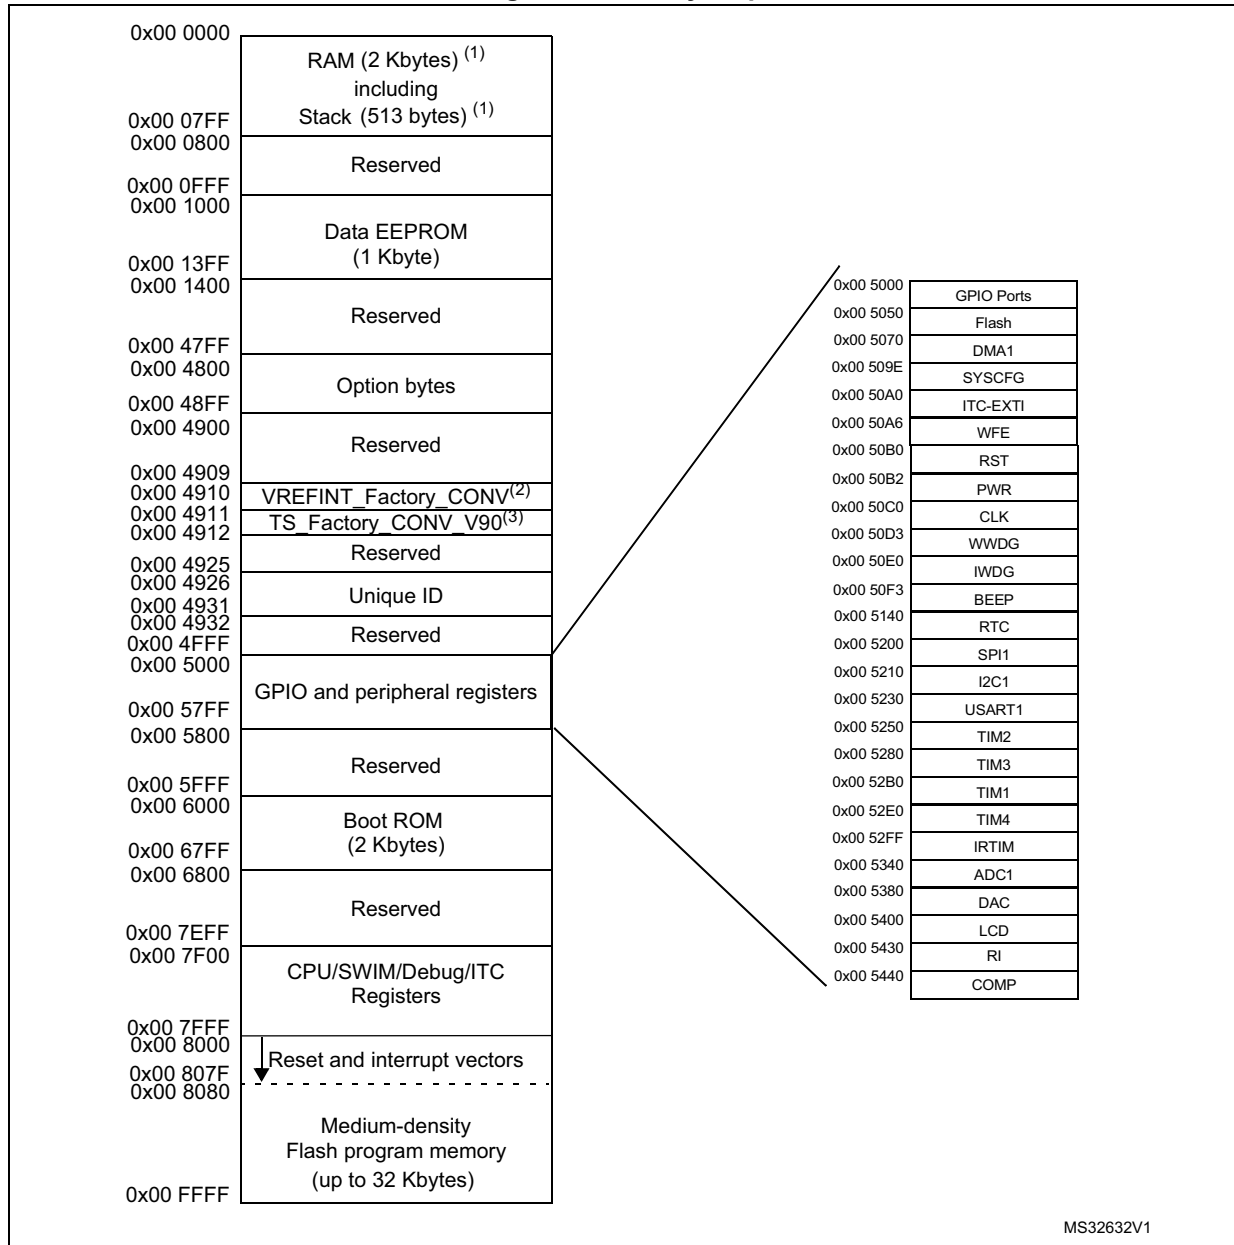 0x00 0000
RAM (2 Kbytes) (1)
including
Stack (513 bytes) (1)
0x00 07FF
0x00 0800
Reserved
0x00 0FFF
0x00 1000
Data EEPROM
(1 Kbyte)
0x00 13FF
0x00 1400
Reserved
0x00 47FF
0x00 4800
Option bytes
0x00 48FF
0x00 4900
Reserved
0x00 4909
0x00 4910
VREFINT_Factory_CONV(2)
0x00 4911
TS_Factory_CONV_V90(3)
0x00 4912
Reserved
0x00 4925
0x00 4926
Unique ID
0x00 4931
0x00 4932
Reserved
0x00 4FFF
0x00 5000
GPIO and peripheral registers
0x00 57FF
0x00 5800
Reserved
0x00 5FFF
0x00 6000
Boot ROM
(2 Kbytes)
0x00 67FF
0x00 6800
Reserved
0x00 7EFF
0x00 7F00
CPU/SWIM/Debug/ITC
Registers
0x00 7FFF
0x00 8000
Reset and interrupt vectors
0x00 807F
0x00 8080
Medium-density
Flash program memory
(up to 32 Kbytes)
0x00 FFFF
0x00 5000
GPIO Ports
0x00 5050
Flash
0x00 5070
DMA1
0x00 509E
SYSCFG
0x00 50A0
ITC-EXTI
0x00 50A6
WFE
0x00 50B0
RST
0x00 50B2
PWR
0x00 50C0
CLK
0x00 50D3
WWDG
0x00 50E0
IWDG
0x00 50F3
BEEP
0x00 5140
RTC
0x00 5200
SPI1
0x00 5210
I2C1
0x00 5230
USART1
0x00 5250
TIM2
0x00 5280
TIM3
0x00 52B0
TIM1
0x00 52E0
TIM4
0x00 52FF
IRTIM
0x00 5340
ADC1
0x00 5380
DAC
0x00 5400
LCD
0x00 5430
RI
0x00 5440
COMP
MS32632V1